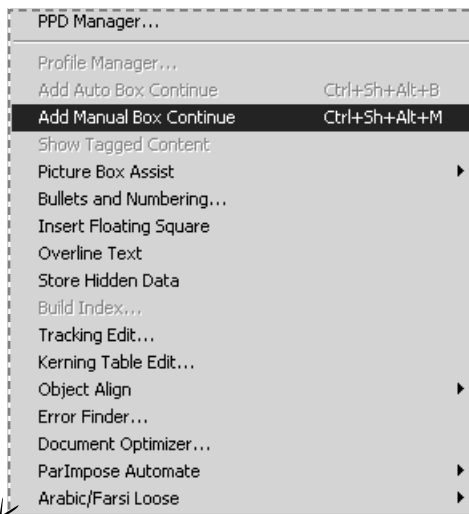 PPD Manager...
Profile Manager...
Add Auto Box Continue Ctrl+Sh+Alt+B
Add Manual Box Continue Ctrl+Sh+Alt+M
Show Tagged Content
Picture Box Assist
Bullets and Numbering...
Insert Floating Square
Overline Text
Store Hidden Data
Build Index...
Tracking Edit...
Kerning Table Edit...
Object Align
Error Finder...
Document Optimizer...
ParImpose Automate
Arabic/Farsi Loose